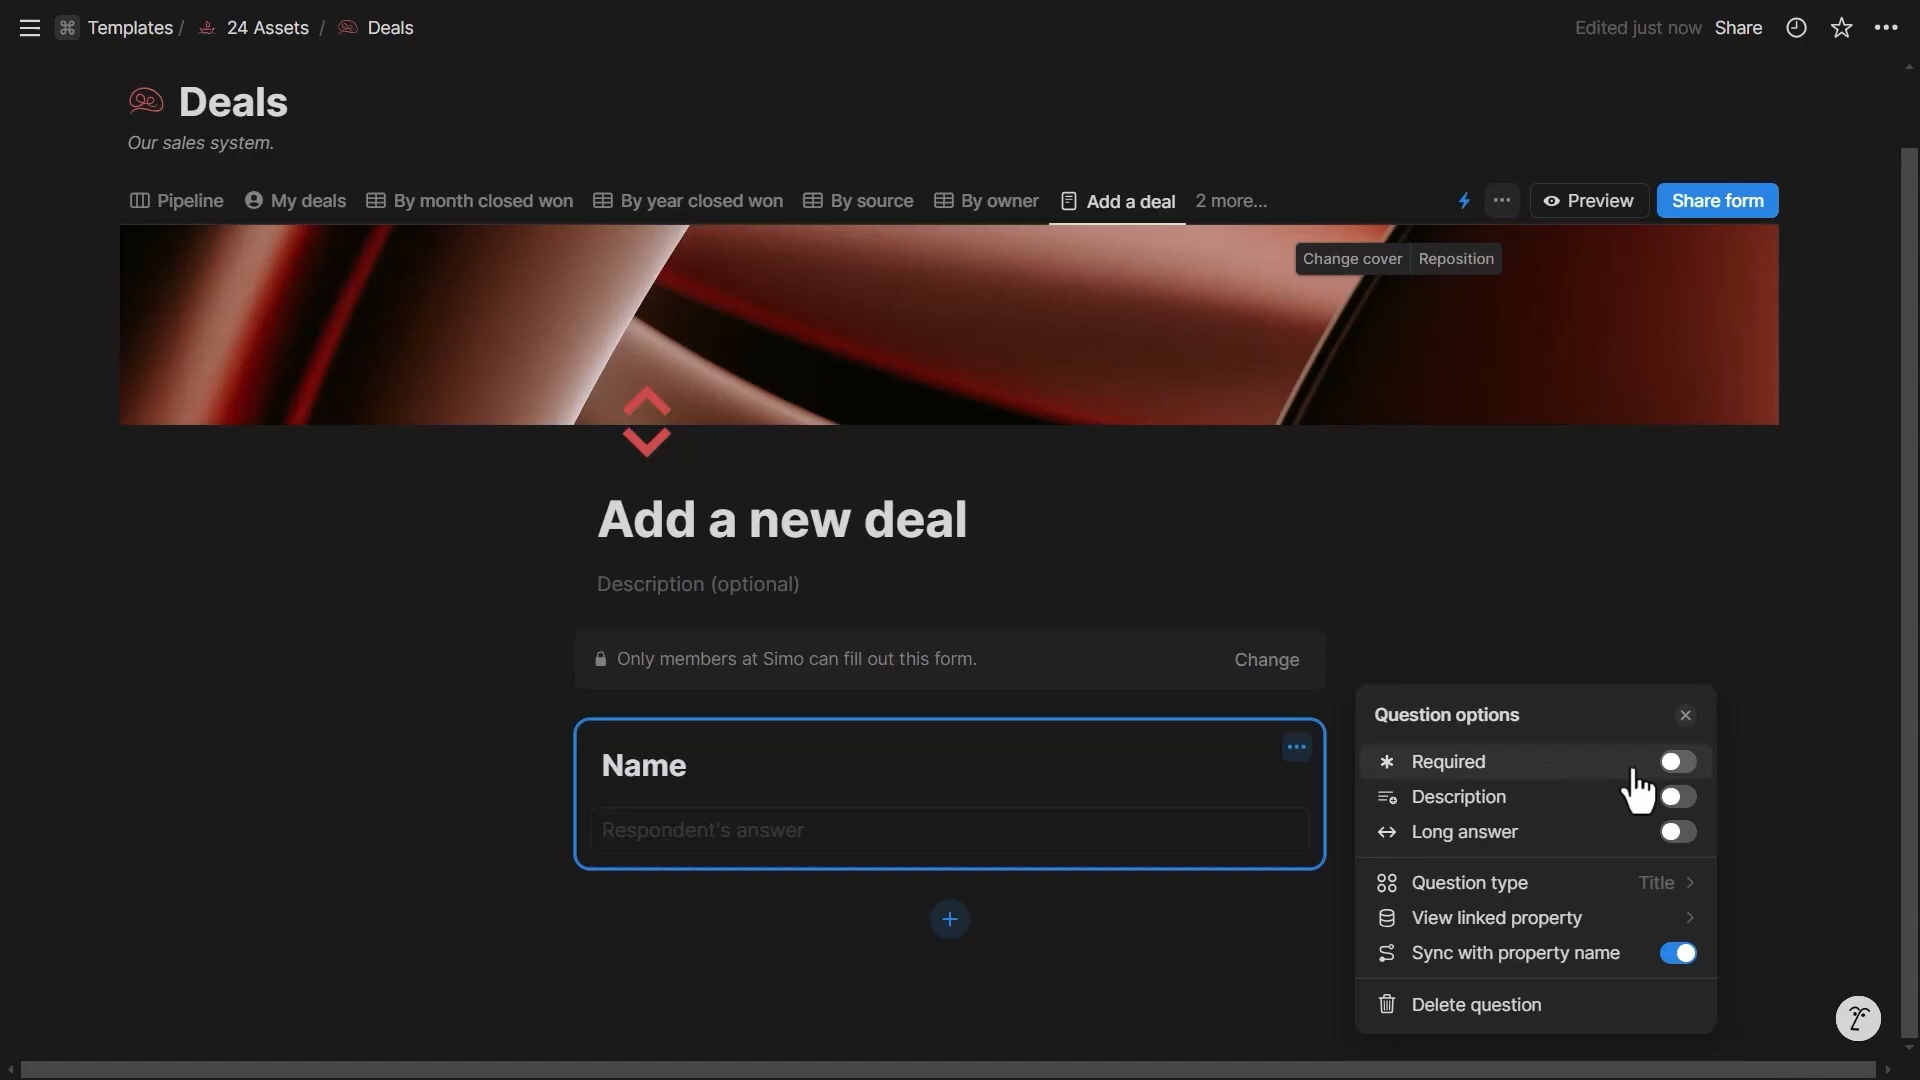 Templates / 24 Assets / Deals
Edited just now Share
Deals
Our sales system.
Pipeline My deals By month closed won By year closed won By source By owner Add a deal 2 more... Preview Share form
Change cover Reposition
Add a new deal
Description (optional)
Only members at Simo can fill out this form. Change
Name
Respondent's answer
Question options
Required
Description
Long answer
Question type Title
View linked property
Sync with property name
Delete question